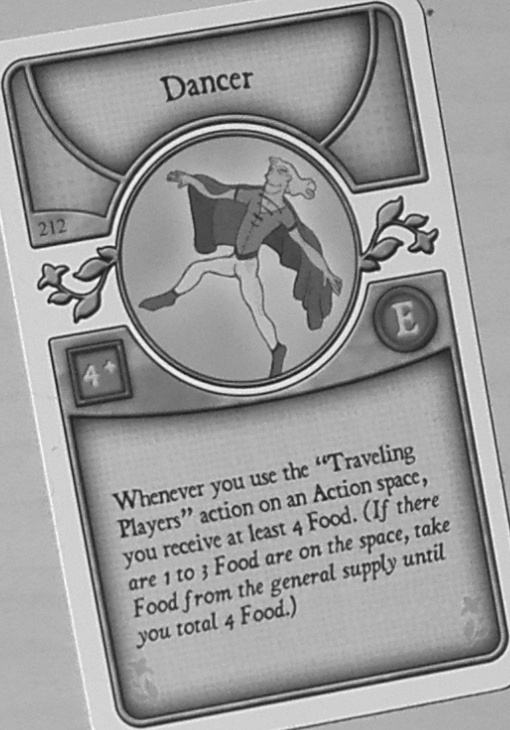 Dancer
212
4+
E
Whenever you use the “Traveling
Players” action on an Action space,
you receive at least 4 Food. (If there
are 1 to 3 Food are on the space, take
Food from the general supply until
you total 4 Food.)